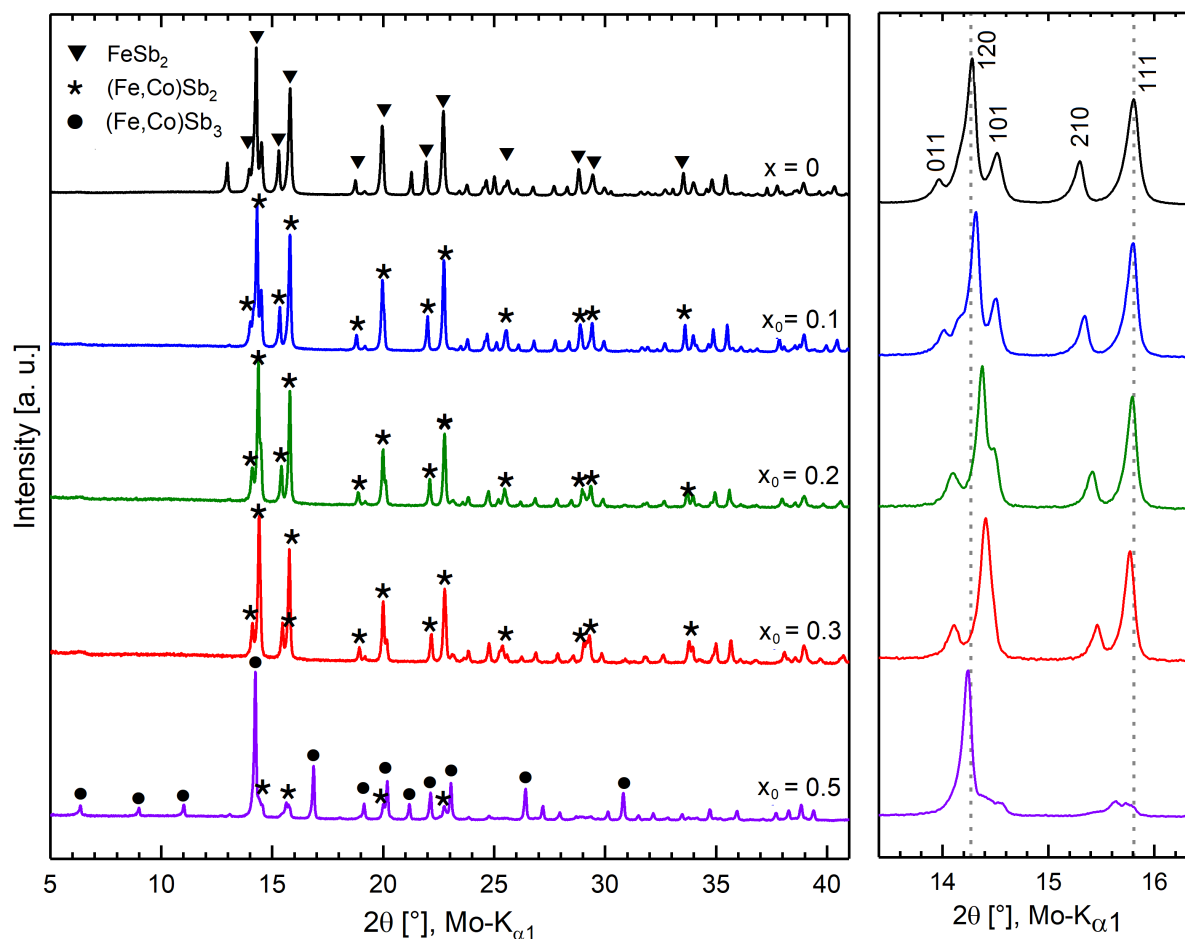 FeSb₂
(Fe,Co)Sb₂
(Fe,Co)Sb₃
x = 0
x₀ = 0.1
x₀ = 0.2
x₀ = 0.3
x₀ = 0.5
Intensity [a. u.]
5 10 15 20 25 30 35 40
2θ [°], Mo-Kα1
011
120
101
210
111
14 15 16
2θ [°], Mo-Kα1